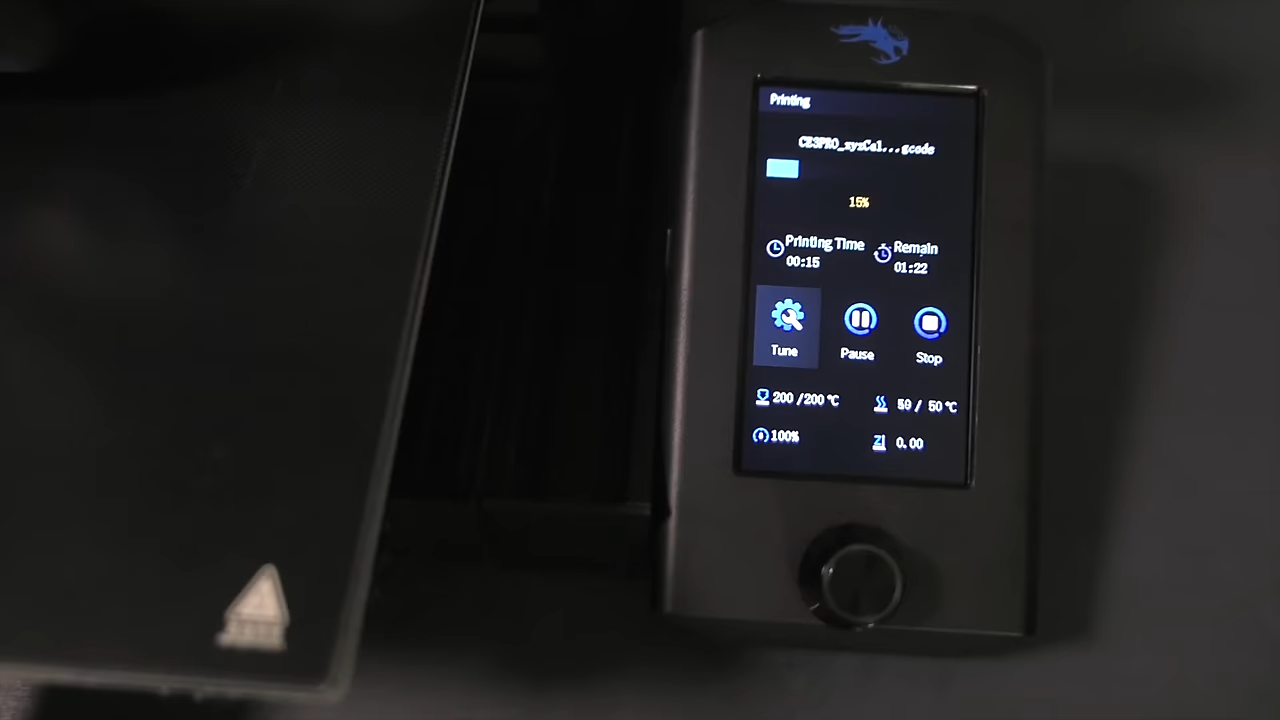 Printing
CE3PRO_xyzCal...gcode
15%
Printing Time
00:15
Remain
01:22
Tune
Pause
Stop
200 /200 ℃
50 / 50 ℃
100%
0.00